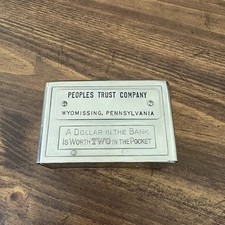 PEOPLES TRUST COMPANY
WYOMISSING, PENNSYLVANIA
A DOLLAR IN THE BANK
IS WORTH TWO IN THE POCKET